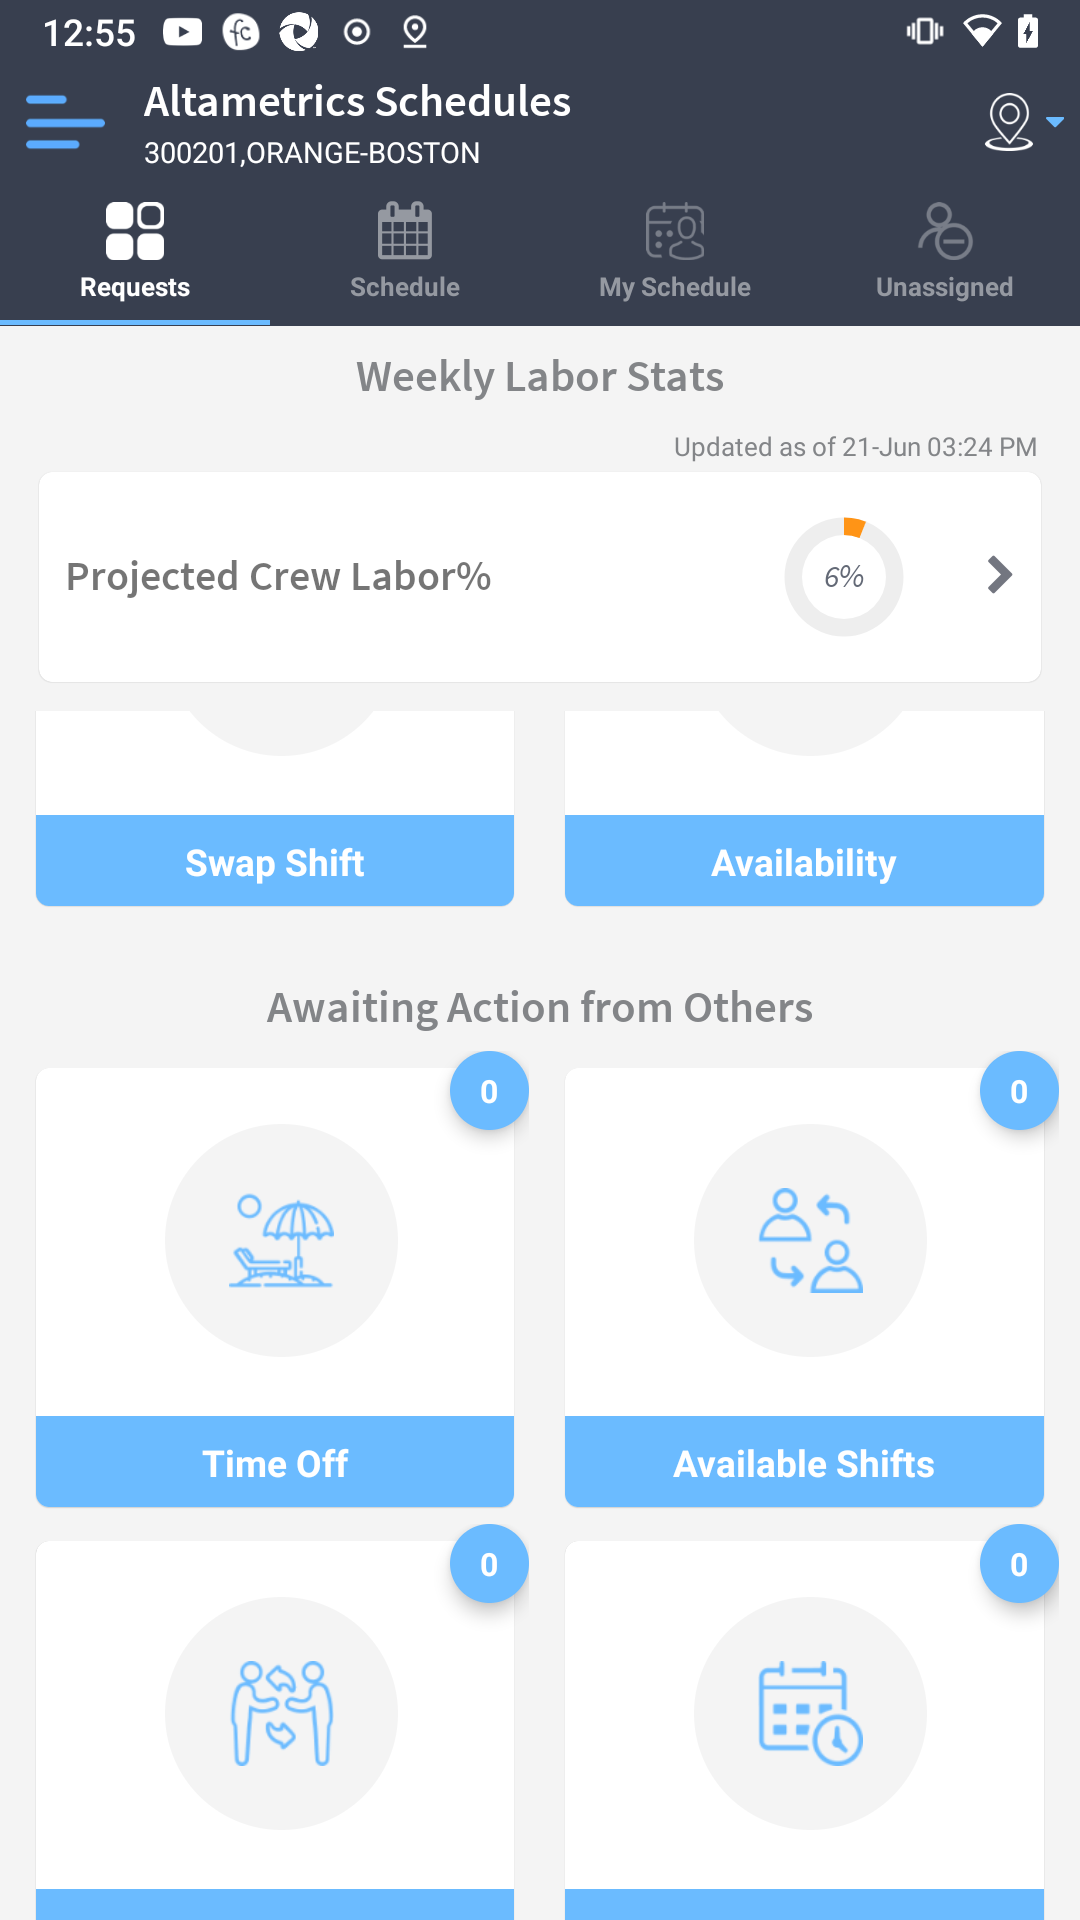 12:55
Altametrics Schedules
300201,ORANGE-BOSTON
Requests
Schedule
My Schedule
Unassigned
Weekly Labor Stats
Updated as of 21-Jun 03:24 PM
Projected Crew Labor%
6%
Swap Shift
Availability
Awaiting Action from Others
0
0
Time Off
Available Shifts
0
0